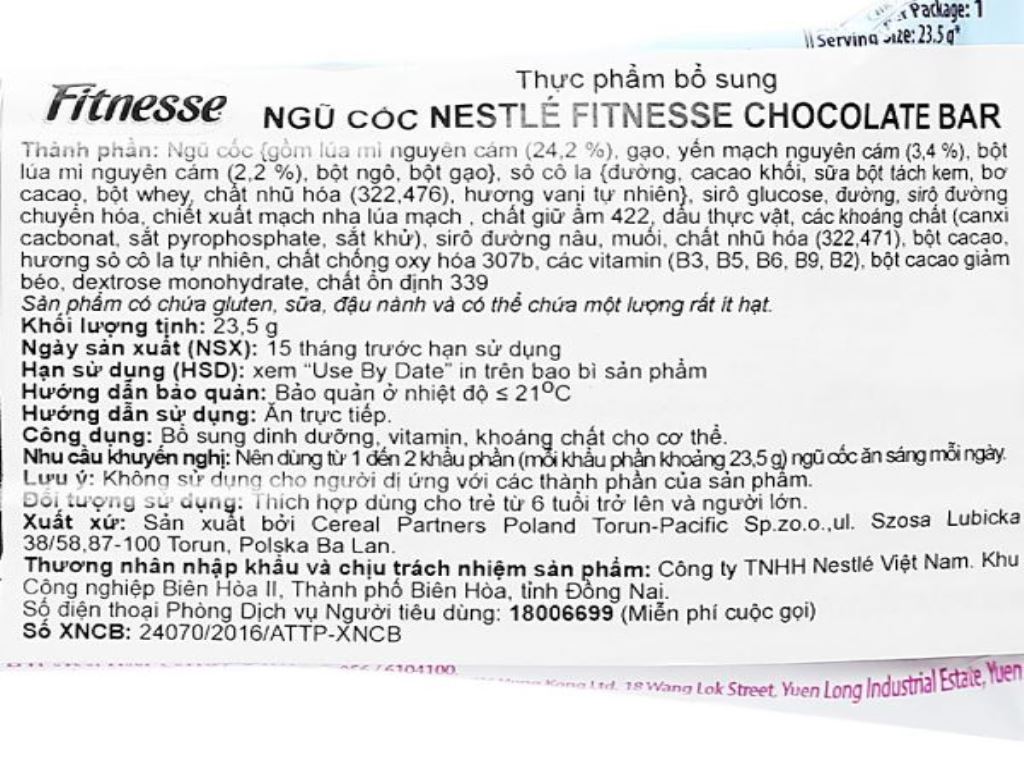 Package: 1
Serving Size: 23.5 g*
Thực phẩm bổ sung
Fitnesse NGŨ CỐC NESTLÉ FITNESSE CHOCOLATE BAR
Thành phần: Ngũ cốc {gồm lúa mì nguyên cám (24,2 %), gạo, yến mạch nguyên cám (3,4 %), bột
lúa mì nguyên cám (2,2 %), bột ngô, bột gạo}, sô cô la {đường, cacao khối, sữa bột tách kem, bơ
cacao, bột whey, chất nhũ hóa (322,476), hương vani tự nhiên}, sirô glucose, đường, sirô đường
chuyển hóa, chiết xuất mạch nha lúa mạch , chất giữ ẩm 422, dầu thực vật, các khoáng chất (canxi
cacbonat, sắt pyrophosphate, sắt khử), sirô đường nâu, muối, chất nhũ hóa (322,471), bột cacao,
hương sô cô la tự nhiên, chất chống oxy hóa 307b, các vitamin (B3, B5, B6, B9, B2), bột cacao giảm
béo, dextrose monohydrate, chất ổn định 339
Sản phẩm có chứa gluten, sữa, đậu nành và có thể chứa một lượng rất ít hạt.
Khối lượng tịnh: 23,5 g
Ngày sản xuất (NSX): 15 tháng trước hạn sử dụng
Hạn sử dụng (HSD): xem "Use By Date" in trên bao bì sản phẩm
Hướng dẫn bảo quản: Bảo quản ở nhiệt độ ≤ 21⁰C
Hướng dẫn sử dụng: Ăn trực tiếp.
Công dụng: Bổ sung dinh dưỡng, vitamin, khoáng chất cho cơ thể.
Nhu cầu khuyến nghị: Nên dùng từ 1 đến 2 khẩu phần (mỗi khẩu phần khoảng 23,5 g) ngũ cốc ăn sáng mỗi ngày.
Lưu ý: Không sử dụng cho người dị ứng với các thành phần của sản phẩm.
Đối tượng sử dụng: Thích hợp dùng cho trẻ từ 6 tuổi trở lên và người lớn.
Xuất xứ: Sản xuất bởi Cereal Partners Poland Torun-Pacific Sp.zo.o.,ul. Szosa Lubicka
38/58,87-100 Torun, Polska Ba Lan.
Thương nhân nhập khẩu và chịu trách nhiệm sản phẩm: Công ty TNHH Nestlé Việt Nam. Khu
Công nghiệp Biên Hòa II, Thành phố Biên Hòa, tỉnh Đồng Nai.
Số điện thoại Phòng Dịch vụ Người tiêu dùng: 18006699 (Miễn phí cuộc gọi)
Số XNCB: 24070/2016/ATTP-XNCB
6104100.
Kong Ltd. 18 Wang Lok Street, Yuen Long Industrial Estate, Yuen